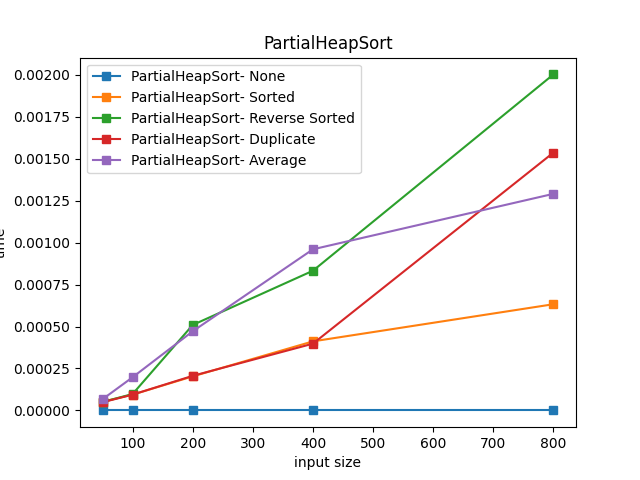 PartialHeapSort
PartialHeapSort- None
PartialHeapSort- Sorted
PartialHeapSort- Reverse Sorted
PartialHeapSort- Duplicate
PartialHeapSort- Average
0.00200
0.00175
0.00150
0.00125
0.00100
0.00075
0.00050
0.00025
0.00000
100 200 300 400 500 600 700 800
input size